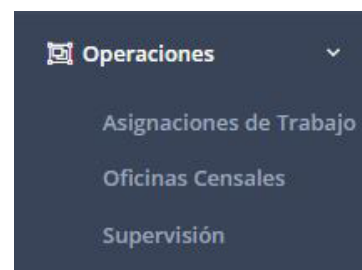 Operaciones
Asignaciones de Trabajo
Oficinas Censales
Supervisión